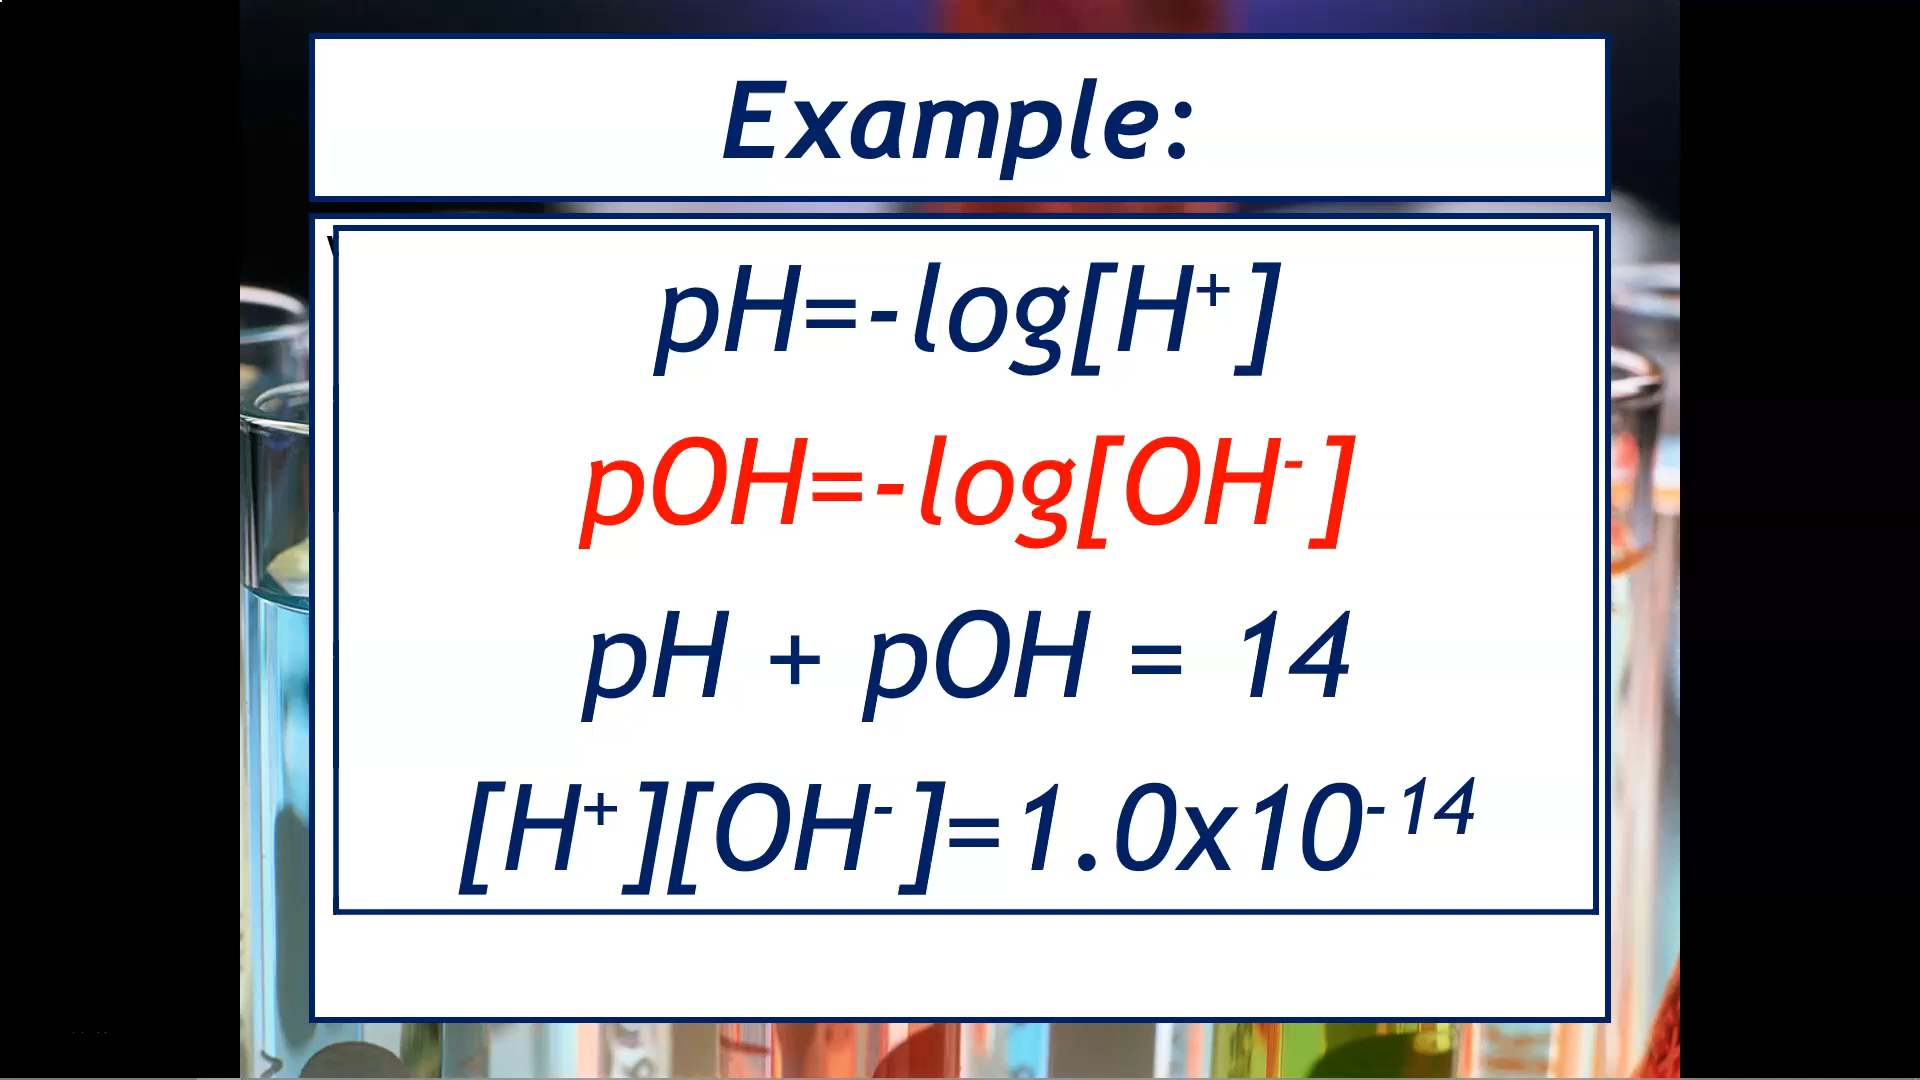 Example:
pH=-log[H⁺]
pOH=-log[OH⁻]
pH + pOH = 14
[H⁺][OH⁻]=1.0x10⁻¹⁴